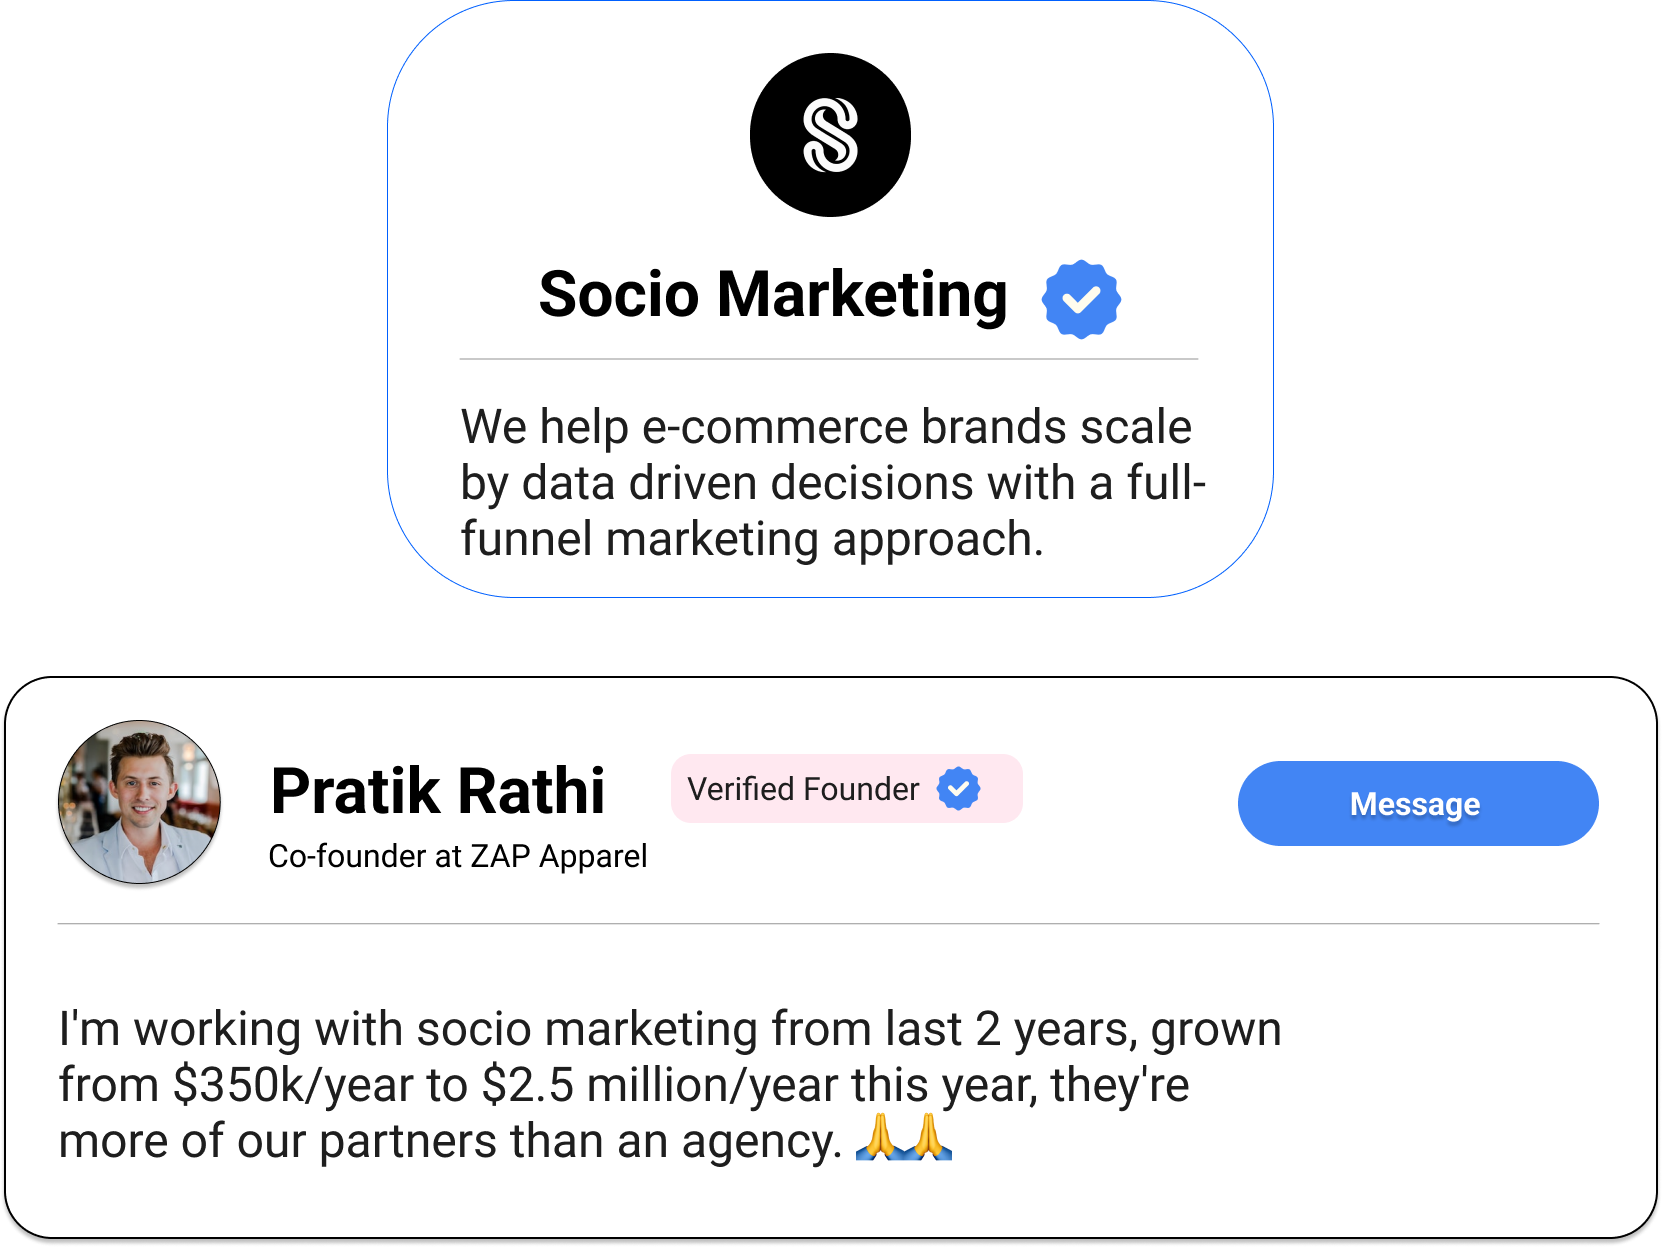 Socio Marketing
We help e-commerce brands scale
by data driven decisions with a full-
funnel marketing approach.
Pratik Rathi
Verified Founder
Message
Co-founder at ZAP Apparel
I'm working with socio marketing from last 2 years, grown
from $350k/year to $2.5 million/year this year, they're
more of our partners than an agency. 🙏🙏